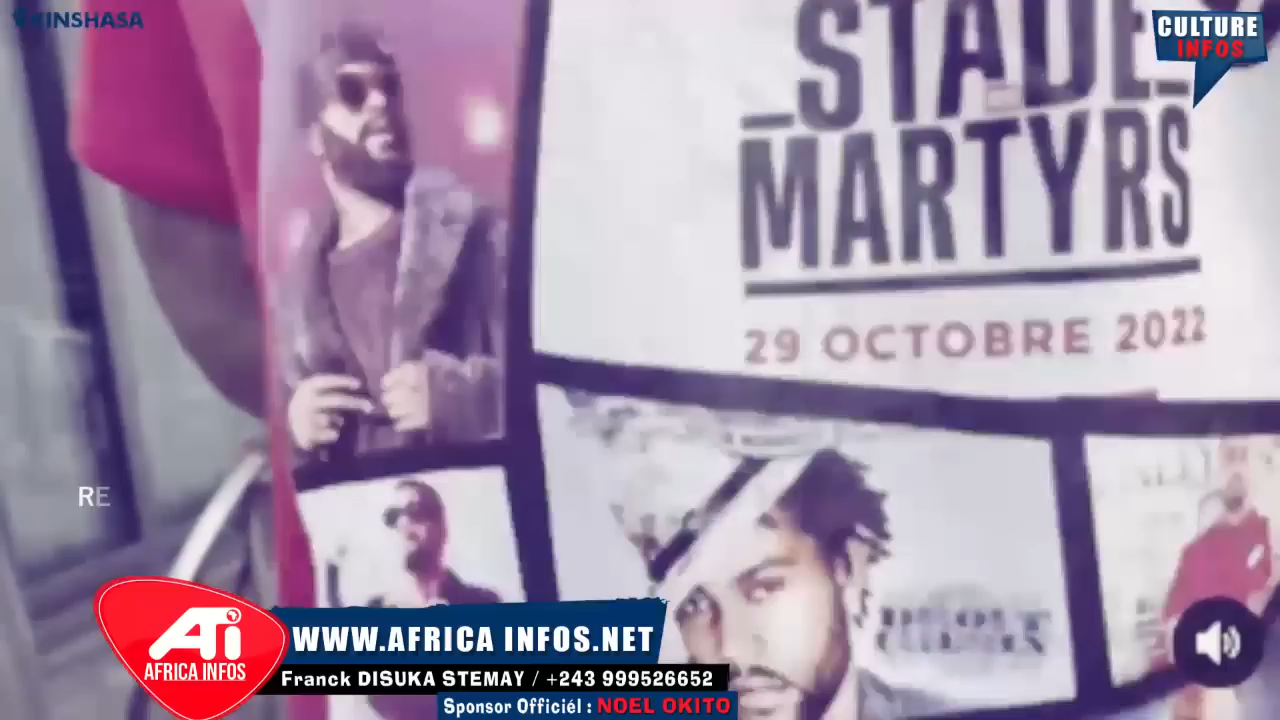 KINSHASA
CULTURE
INFOS
STADE
MARTYRS
29 OCTOBRE 2022
RE
Ai
AFRICA INFOS
WWW.AFRICA INFOS.NET
Franck DISUKA STEMAY / +243 999526652
Sponsor Officiél : NOEL OKITO